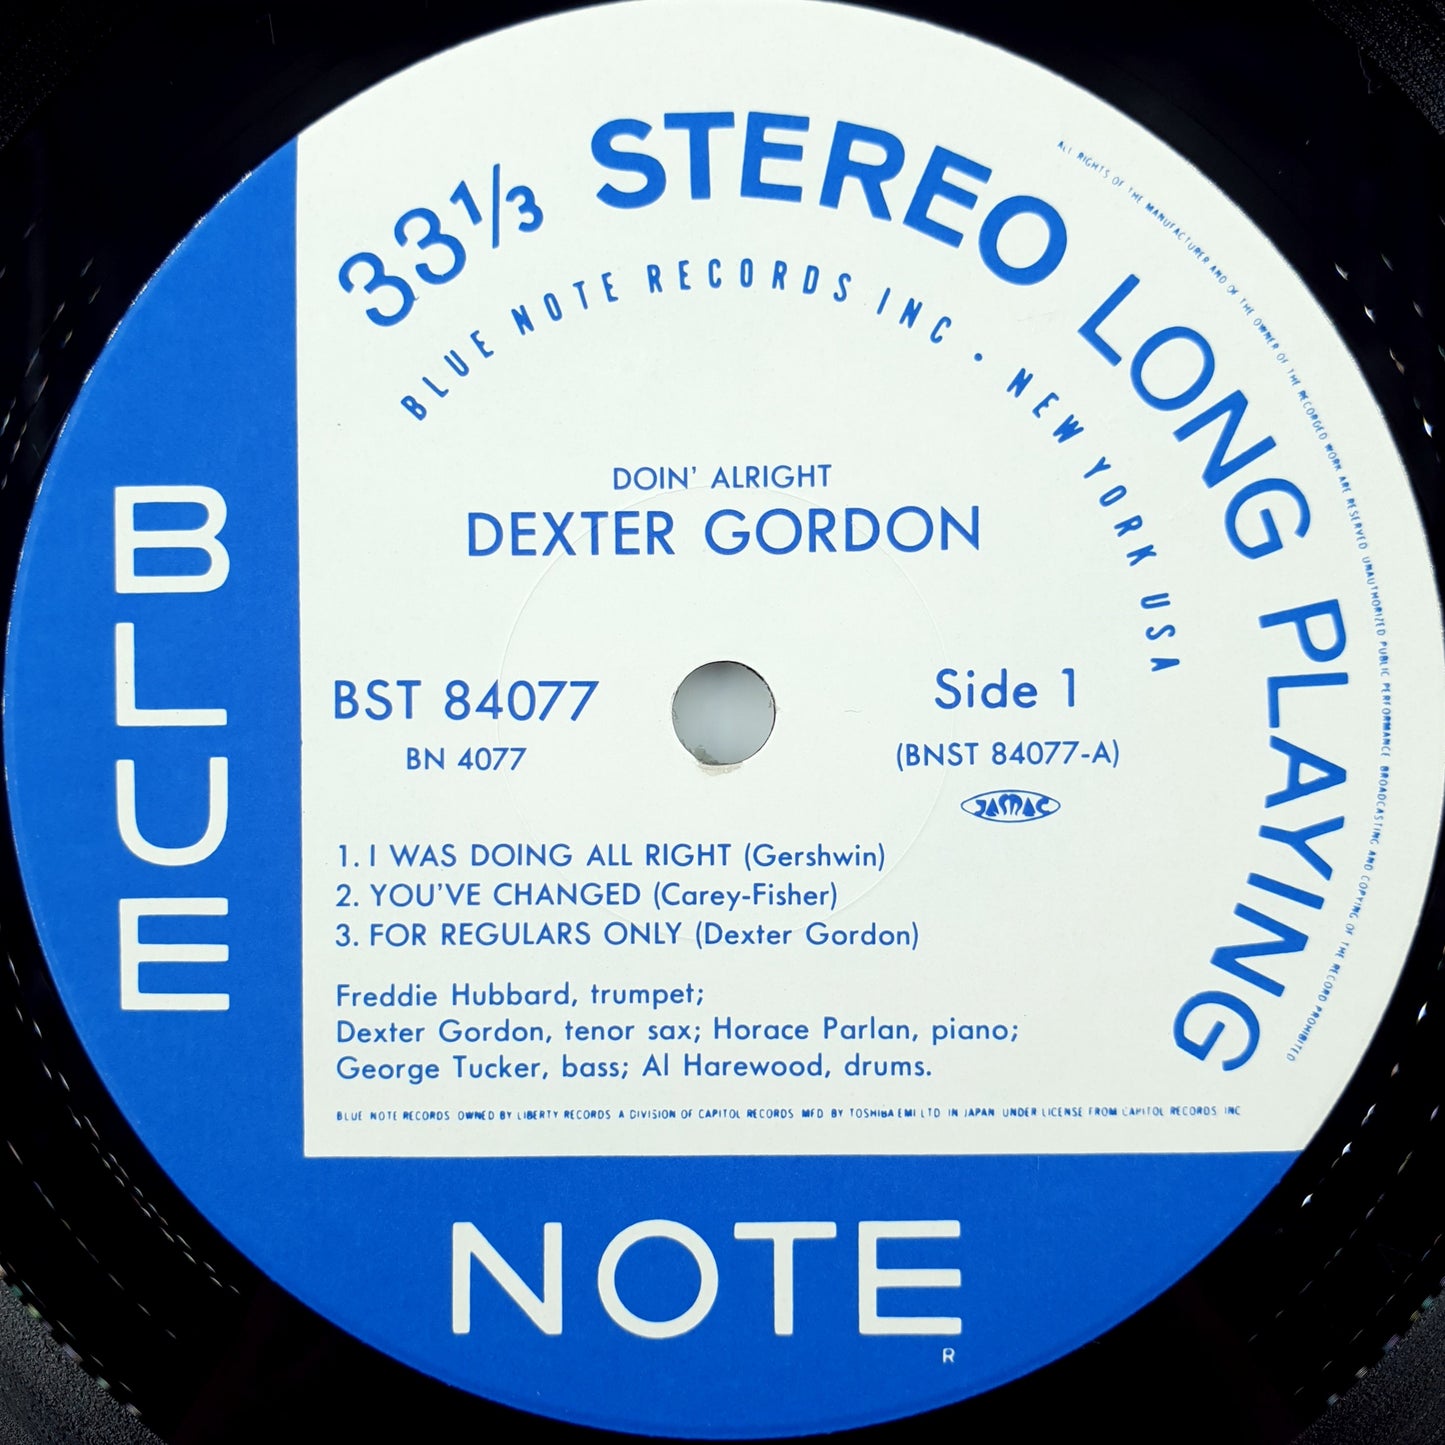 33 1/3 STEREO LONG PLAYING
BLUE NOTE RECORDS INC • NEW YORK USA
ALL RIGHTS OF THE MANUFACTURER AND OF THE OWNER OF THE RECORDED WORK ARE RESERVED UNAUTHORIZED PUBLIC PERFORMANCE BROADCASTING AND COPYING OF THE RECORD PROHIBITED
DOIN' ALRIGHT
DEXTER GORDON
BST 84077
BN 4077
Side 1
(BNST 84077-A)
JASRAC
1. I WAS DOING ALL RIGHT (Gershwin)
2. YOU'VE CHANGED (Carey-Fisher)
3. FOR REGULARS ONLY (Dexter Gordon)
Freddie Hubbard, trumpet;
Dexter Gordon, tenor sax; Horace Parlan, piano;
George Tucker, bass; Al Harewood, drums.
BLUE NOTE RECORDS OWNED BY LIBERTY RECORDS A DIVISION OF CAPITOL RECORDS MFD BY TOSHIBA EMI LTD IN JAPAN UNDER LICENSE FROM CAPITOL RECORDS INC
BLUE
NOTE
R